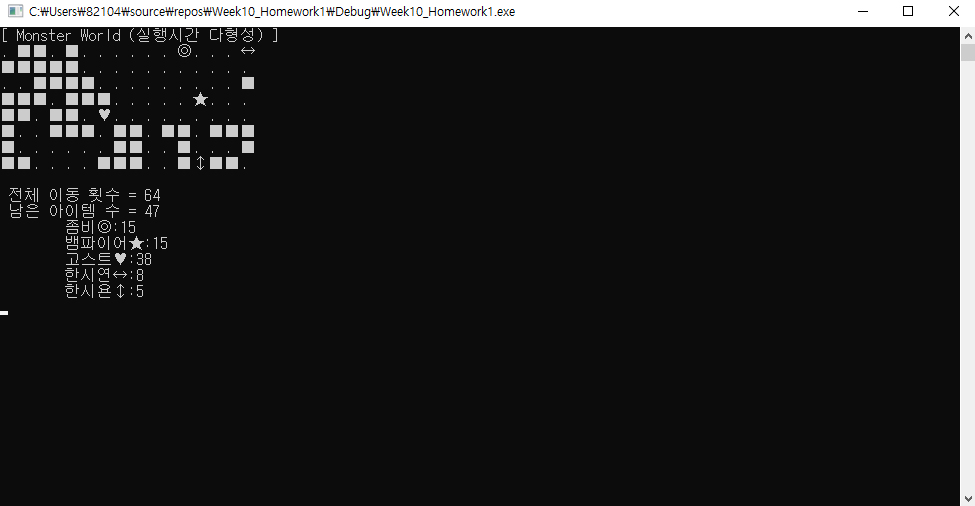 C:\Users\82104\source\repos\Week10_Homework1\Debug\Week10_Homework1.exe
[ Monster World (실행시간 다형성) ]
. ■■. ■. . . . . . ◎. . . ↔
■■■■■. . . . . . . . . . .
. . ■■■■. . . . . . . . . ■
■■■. ■■■. . . . . ★. . .
■■. ■■. ♥. . . . . . . . .
■. . ■■■. ■■. ■■. ■■■
■. . . . . . ■■. . ■. . . ■
■■. . . . ■■■. . ■↕■■.
전체 이동 횟수 = 64
남은 아이템 수 = 47
좀비◎:15
뱀파이어★:15
고스트♥:38
한시연↔:8
한시욘↕:5